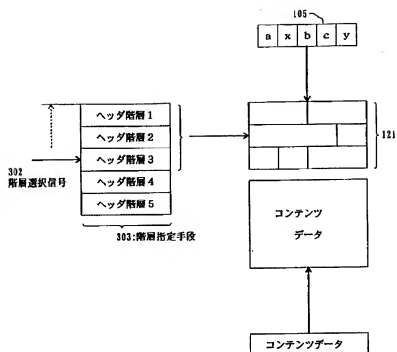 105
a x b c y
ヘッダ階層1
ヘッダ階層2
ヘッダ階層3
ヘッダ階層4
ヘッダ階層5
121
302
階層選択信号
303:階層指定手段
コンテンツ
データ
コンテンツデータ